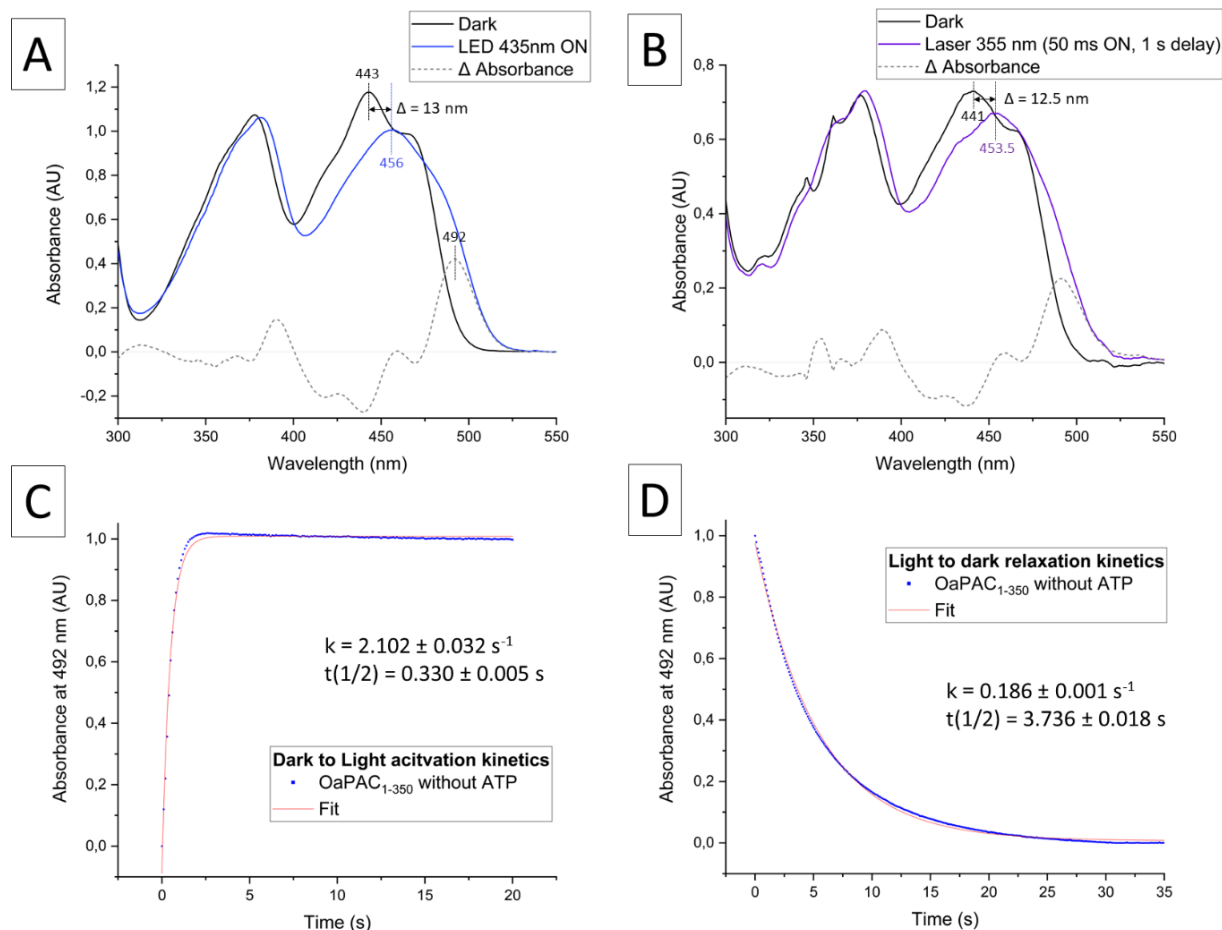 A
Dark
LED 435nm ON
Δ Absorbance
443
Δ = 13 nm
456
492
1,2
1,0
0,8
0,6
0,4
0,2
0,0
-0,2
Absorbance (AU)
300 350 400 450 500 550
Wavelength (nm)
B
Dark
Laser 355 nm (50 ms ON, 1 s delay)
Δ Absorbance
Δ = 12.5 nm
441
453.5
0,8
0,6
0,4
0,2
0,0
Absorbance (AU)
300 350 400 450 500 550
Wavelength (nm)
C
1,0
0,8
0,6
0,4
0,2
0,0
Absorbance at 492 nm (AU)
k = 2.102 ± 0.032 s⁻¹
t(1/2) = 0.330 ± 0.005 s
Dark to Light acitvation kinetics
OaPAC₁₋₃₅₀ without ATP
Fit
0 5 10 15 20
Time (s)
D
1,0
0,8
0,6
0,4
0,2
0,0
Absorbance at 492 nm (AU)
Light to dark relaxation kinetics
OaPAC₁₋₃₅₀ without ATP
Fit
k = 0.186 ± 0.001 s⁻¹
t(1/2) = 3.736 ± 0.018 s
0 5 10 15 20 25 30 35
Time (s)